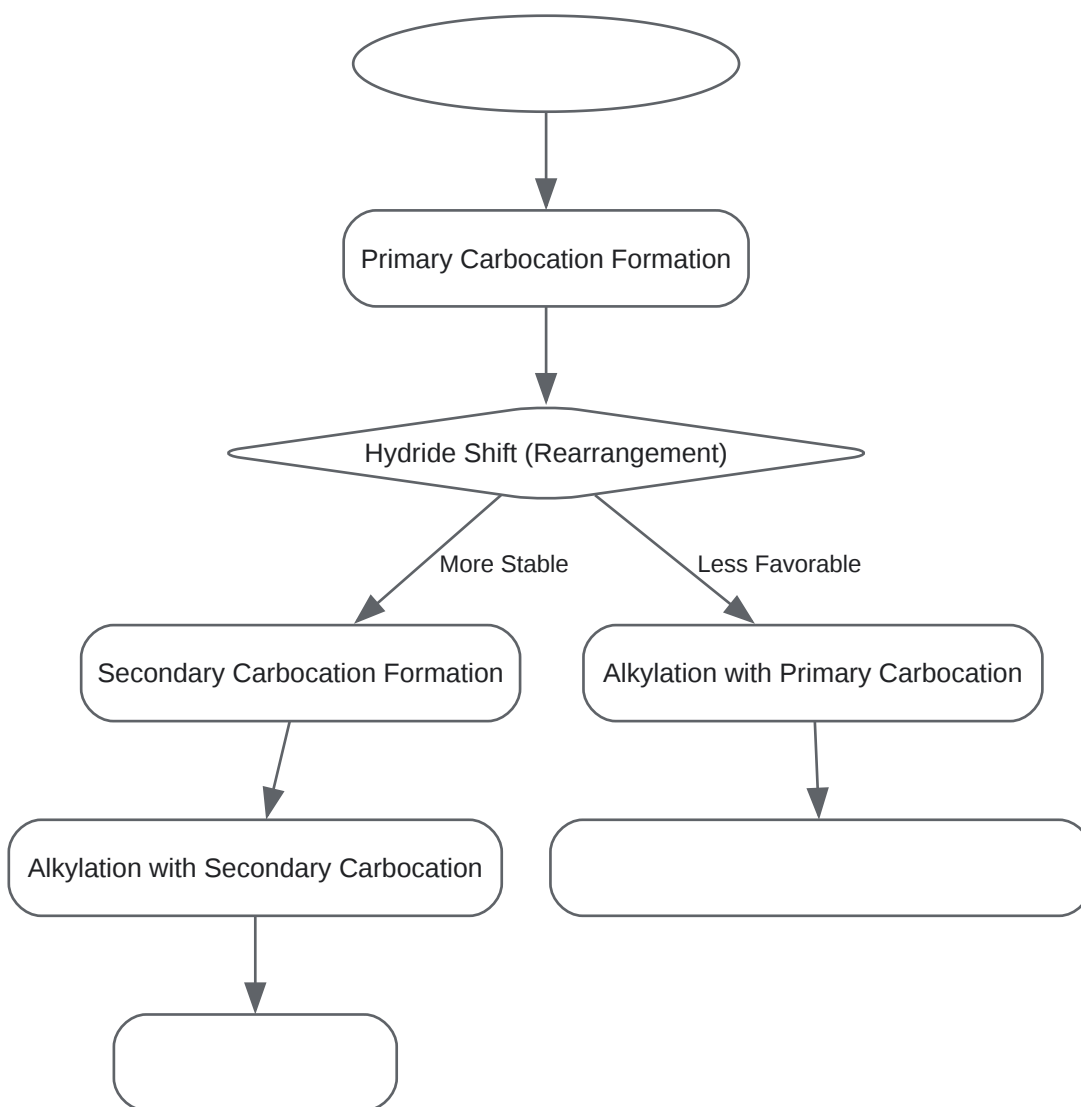 Primary Carbocation Formation
Hydride Shift (Rearrangement)
More Stable
Less Favorable
Secondary Carbocation Formation
Alkylation with Primary Carbocation
Alkylation with Secondary Carbocation